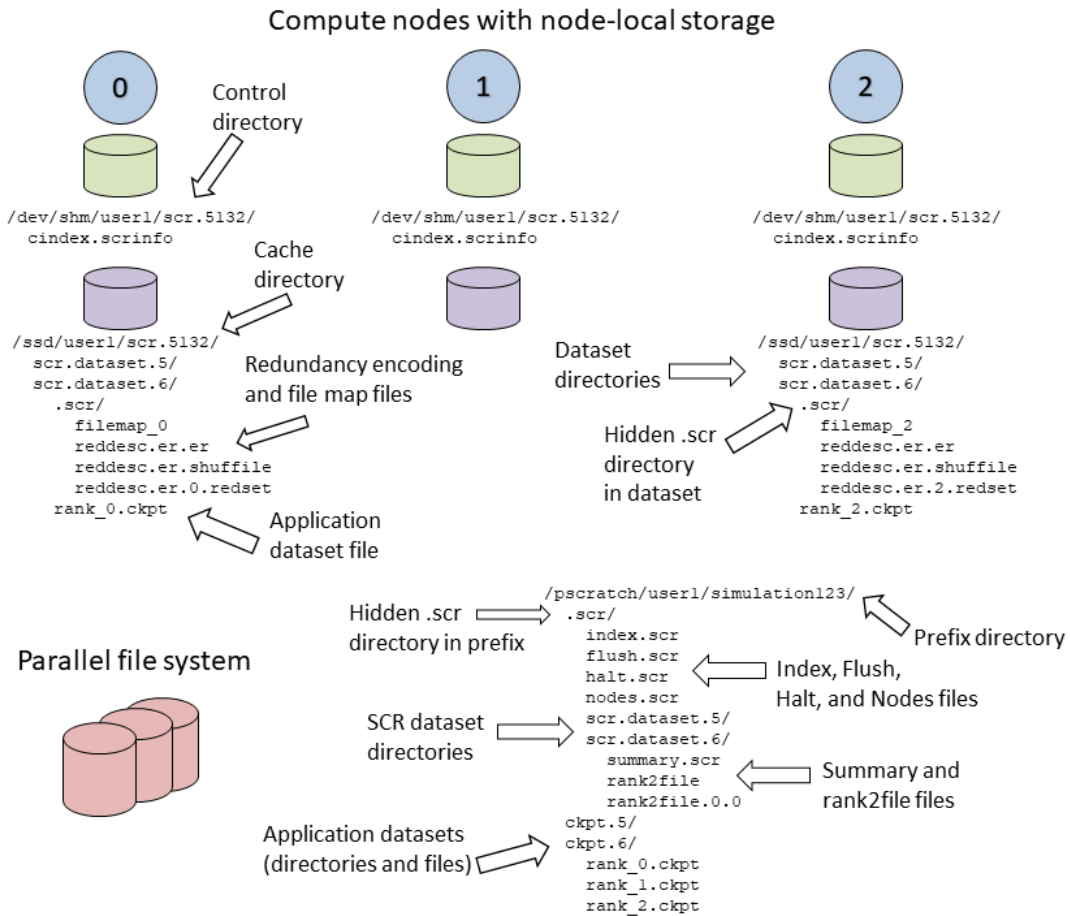 Compute nodes with node-local storage
0
1
2
Control
directory
/dev/shm/user1/scr.5132/
cindex.scrinfo
/dev/shm/user1/scr.5132/
cindex.scrinfo
/dev/shm/user1/scr.5132/
cindex.scrinfo
Cache
directory
/ssd/user1/scr.5132/
scr.dataset.5/
scr.dataset.6/
.scr/
filemap_0
reddesc.er.er
reddesc.er.shuffile
reddesc.er.0.redset
rank_0.ckpt
Redundancy encoding
and file map files
Application
dataset file
Dataset
directories
Hidden .scr
directory
in dataset
/ssd/user1/scr.5132/
scr.dataset.5/
scr.dataset.6/
.scr/
filemap_2
reddesc.er.er
reddesc.er.shuffile
reddesc.er.2.redset
rank_2.ckpt
Parallel file system
Hidden .scr
directory in prefix
SCR dataset
directories
Application datasets
(directories and files)
/pscratch/user1/simulation123/
.scr/
index.scr
flush.scr
halt.scr
nodes.scr
scr.dataset.5/
scr.dataset.6/
summary.scr
rank2file
rank2file.0.0
ckpt.5/
ckpt.6/
rank_0.ckpt
rank_1.ckpt
rank_2.ckpt
Prefix directory
Index, Flush,
Halt, and Nodes files
Summary and
rank2file files